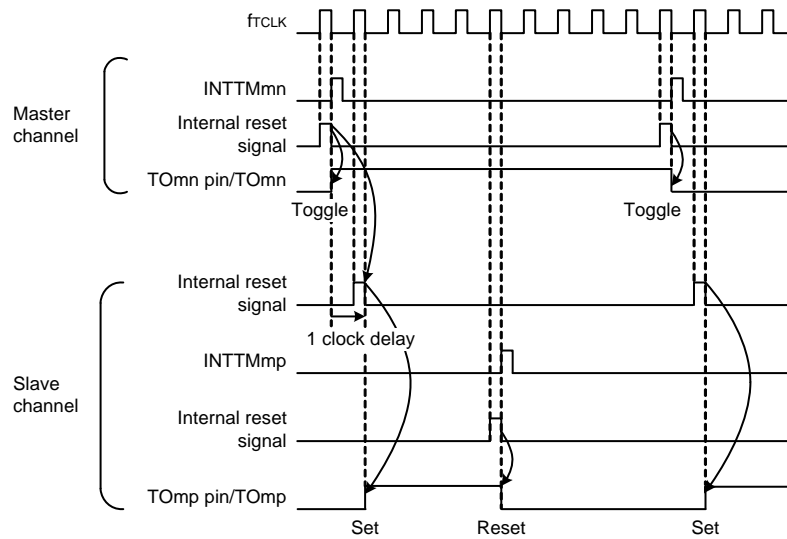 fTCLK
INTTMmn
Master
channel
Internal reset
signal
TOmn pin/TOmn
Toggle
Toggle
Internal reset
signal
1 clock delay
INTTMmp
Slave
channel
Internal reset
signal
TOmp pin/TOmp
Set
Reset
Set